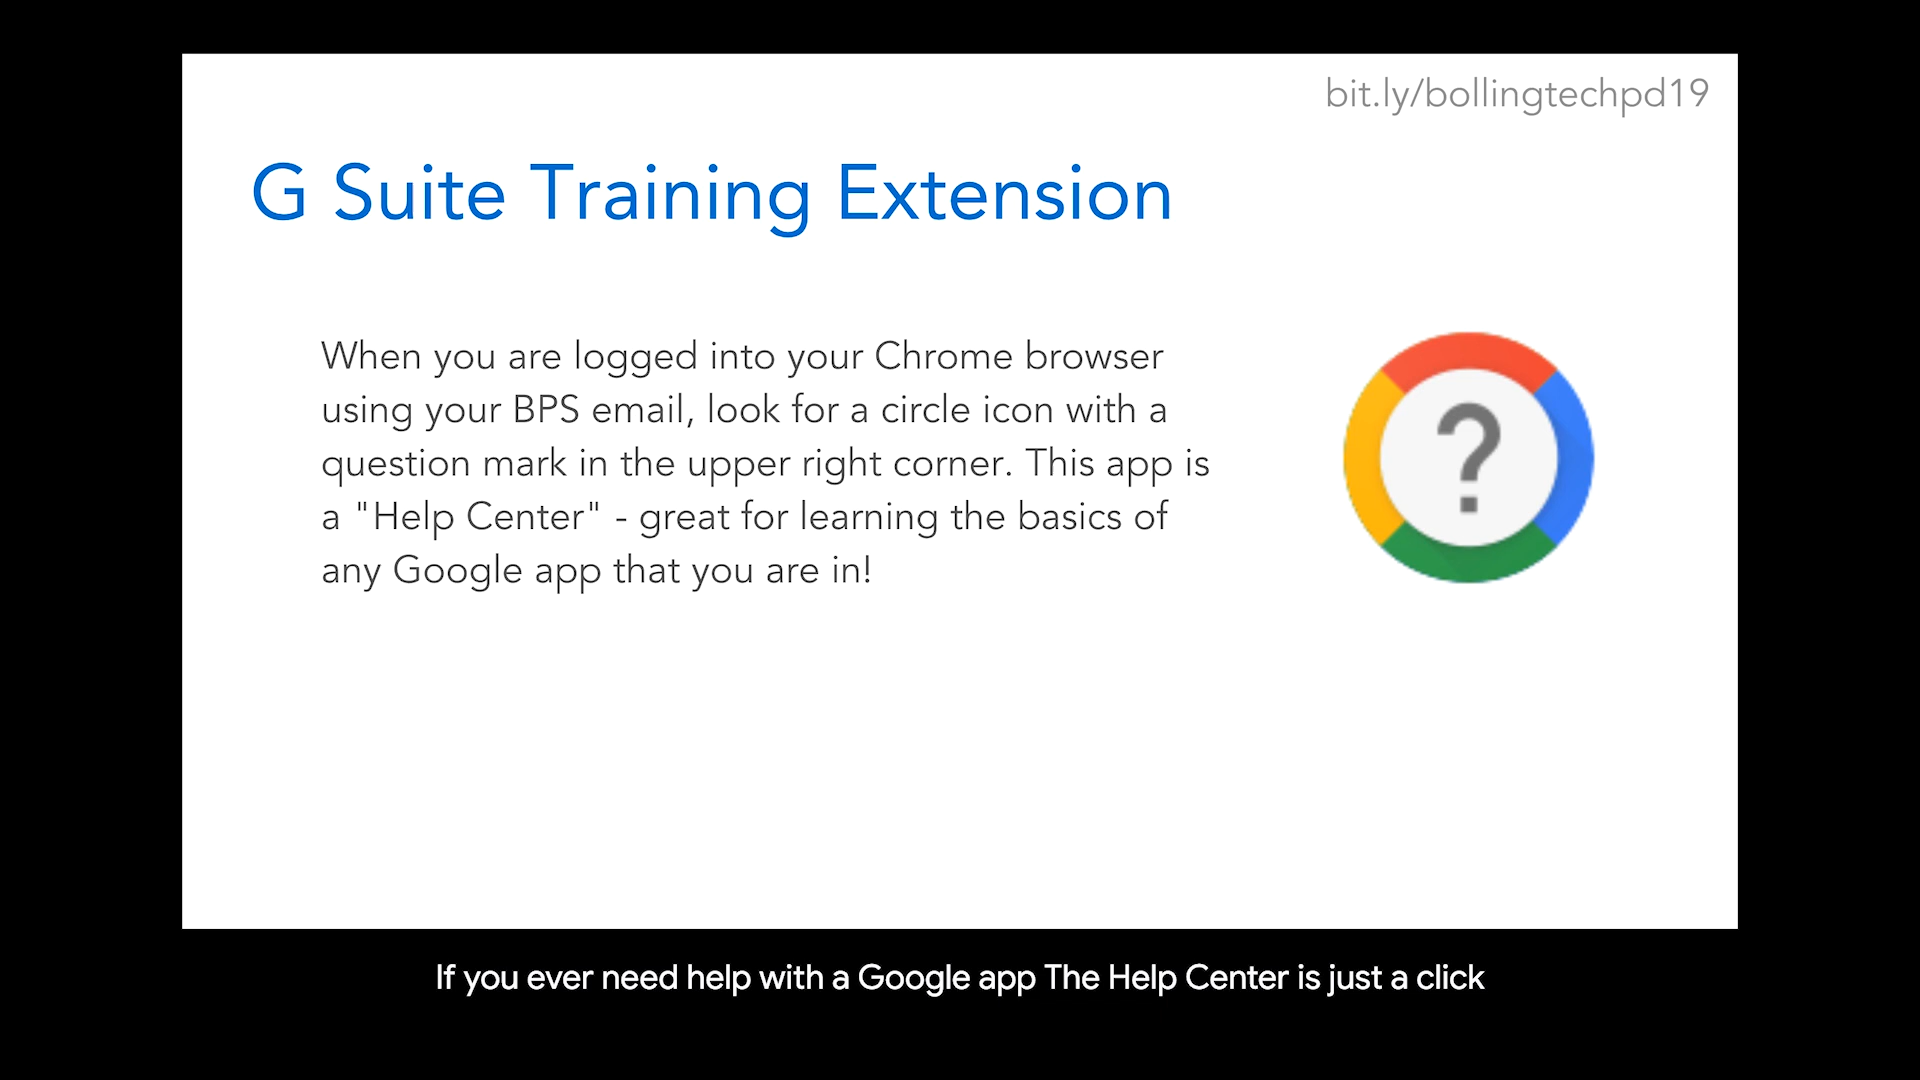 bit.ly/bollingtechpd19
G Suite Training Extension
When you are logged into your Chrome browser
using your BPS email, look for a circle icon with a
question mark in the upper right corner. This app is
a "Help Center" - great for learning the basics of
any Google app that you are in!
?
If you ever need help with a Google app The Help Center is just a click